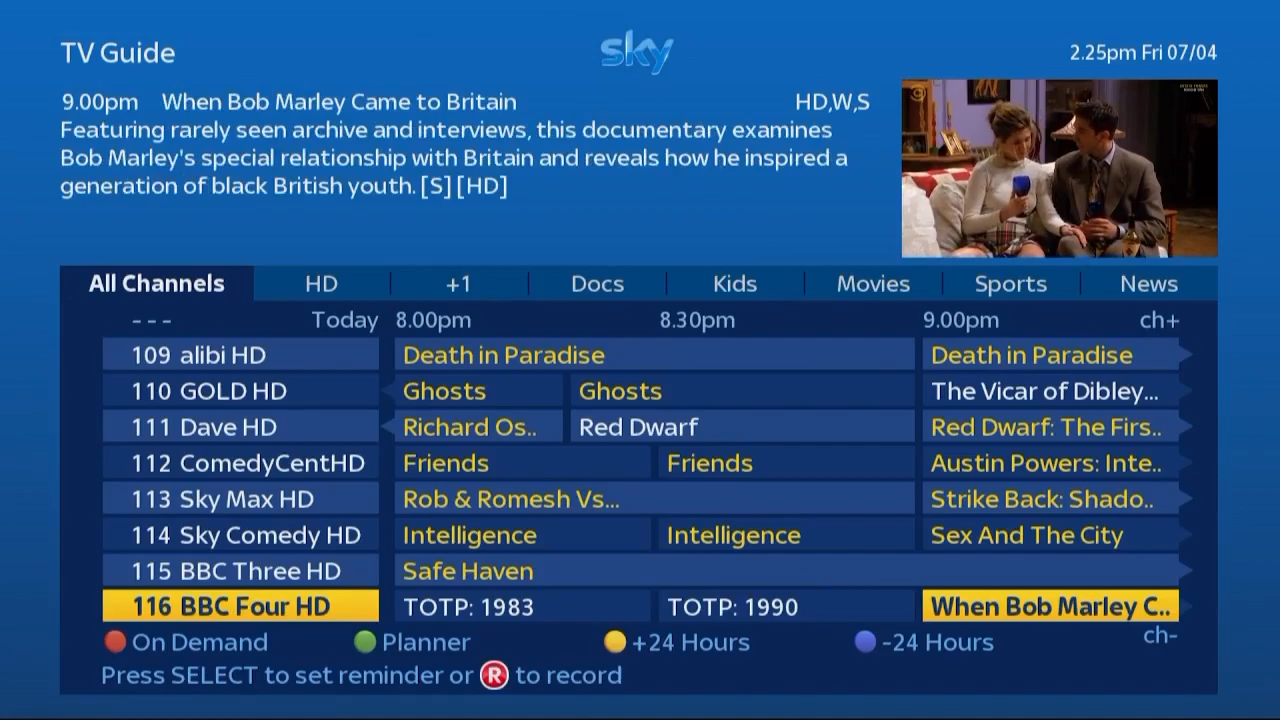 TV Guide
sky
2.25pm Fri 07/04
9.00pm When Bob Marley Came to Britain HD,W,S
Featuring rarely seen archive and interviews, this documentary examines
Bob Marley's special relationship with Britain and reveals how he inspired a
generation of black British youth. [S] [HD]
All Channels HD +1 Docs Kids Movies Sports News
--- Today 8.00pm 8.30pm 9.00pm ch+
109 alibi HD Death in Paradise Death in Paradise
110 GOLD HD Ghosts Ghosts The Vicar of Dibley...
111 Dave HD Richard Os.. Red Dwarf Red Dwarf: The Firs..
112 ComedyCentHD Friends Friends Austin Powers: Inte..
113 Sky Max HD Rob & Romesh Vs... Strike Back: Shado..
114 Sky Comedy HD Intelligence Intelligence Sex And The City
115 BBC Three HD Safe Haven
116 BBC Four HD TOTP: 1983 TOTP: 1990 When Bob Marley C..
On Demand Planner +24 Hours -24 Hours ch-
Press SELECT to set reminder or R to record